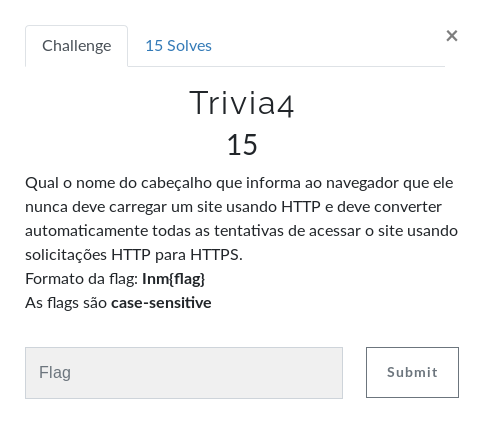 Challenge
15 Solves
×
Trivia4
15
Qual o nome do cabeçalho que informa ao navegador que ele
nunca deve carregar um site usando HTTP e deve converter
automaticamente todas as tentativas de acessar o site usando
solicitações HTTP para HTTPS.
Formato da flag: Inm{flag}
As flags são case-sensitive
Flag
Submit